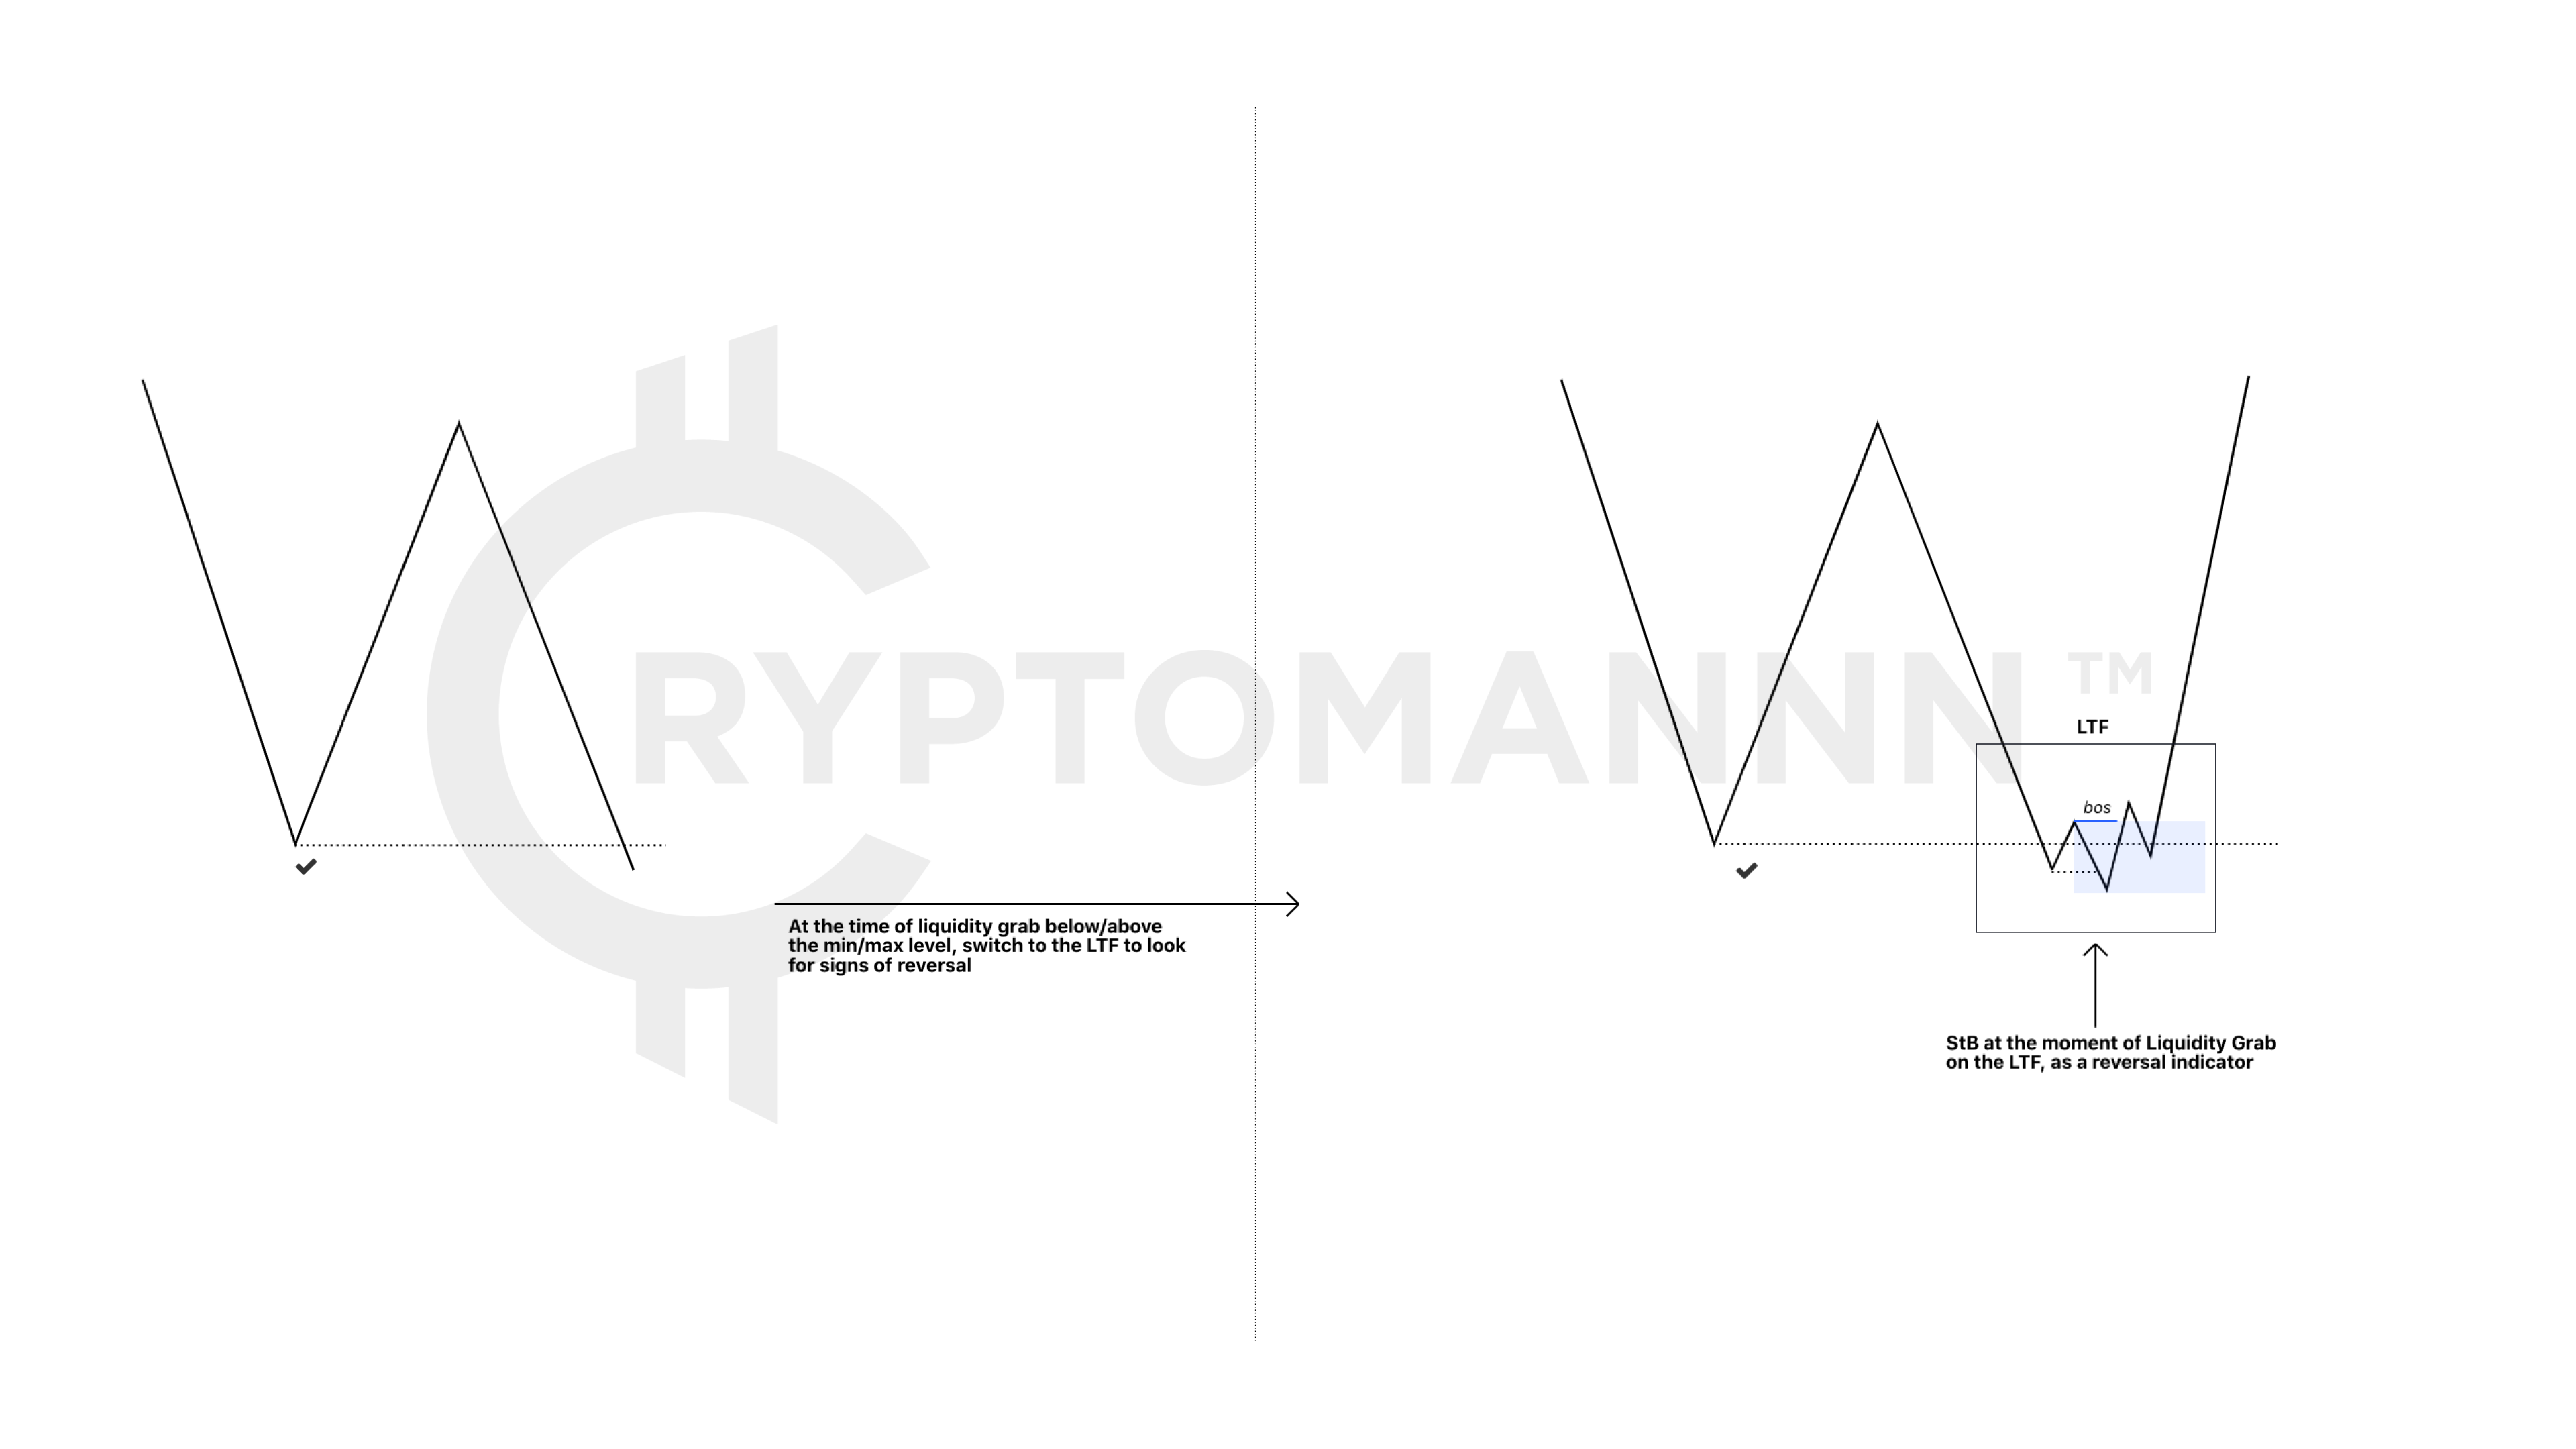 CRYPTOMANNN™
LTF
bos
At the time of liquidity grab below/above
the min/max level, switch to the LTF to look
for signs of reversal
StB at the moment of Liquidity Grab
on the LTF, as a reversal indicator